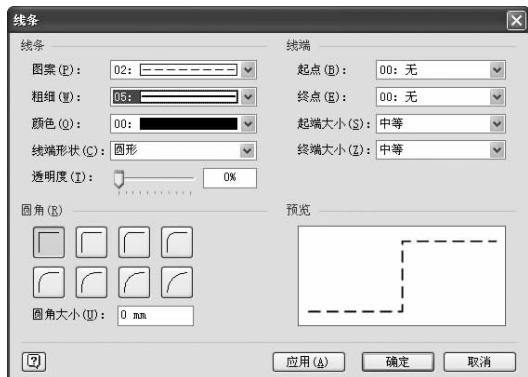 线条
线条
图案(P): 02:
粗细(W): 05:
颜色(O): 00:
线端形状(C): 圆形
透明度(T): 0%
线端
起点(B): 00: 无
终点(E): 00: 无
起端大小(S): 中等
终端大小(Z): 中等
圆角(R)
圆角大小(U): 0 mm
预览
应用(A) 确定 取消